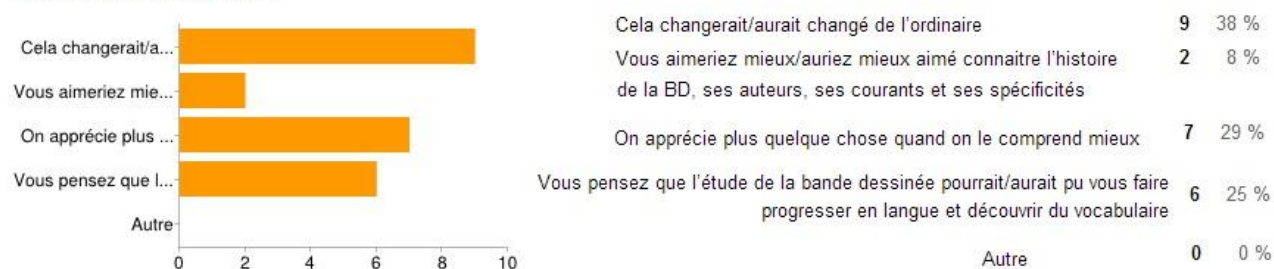 Cela changerait/a...
Vous aimeriez mie...
On apprécie plus ...
Vous pensez que l...
Autre
0 2 4 6 8 10
Cela changerait/aurait changé de l'ordinaire 9 38 %
Vous aimeriez mieux/auriez mieux aimé connaitre l'histoire 2 8 %
de la BD, ses auteurs, ses courants et ses spécificités
On apprécie plus quelque chose quand on le comprend mieux 7 29 %
Vous pensez que l'étude de la bande dessinée pourrait/aurait pu vous faire 6 25 %
progresser en langue et découvrir du vocabulaire
Autre 0 0 %